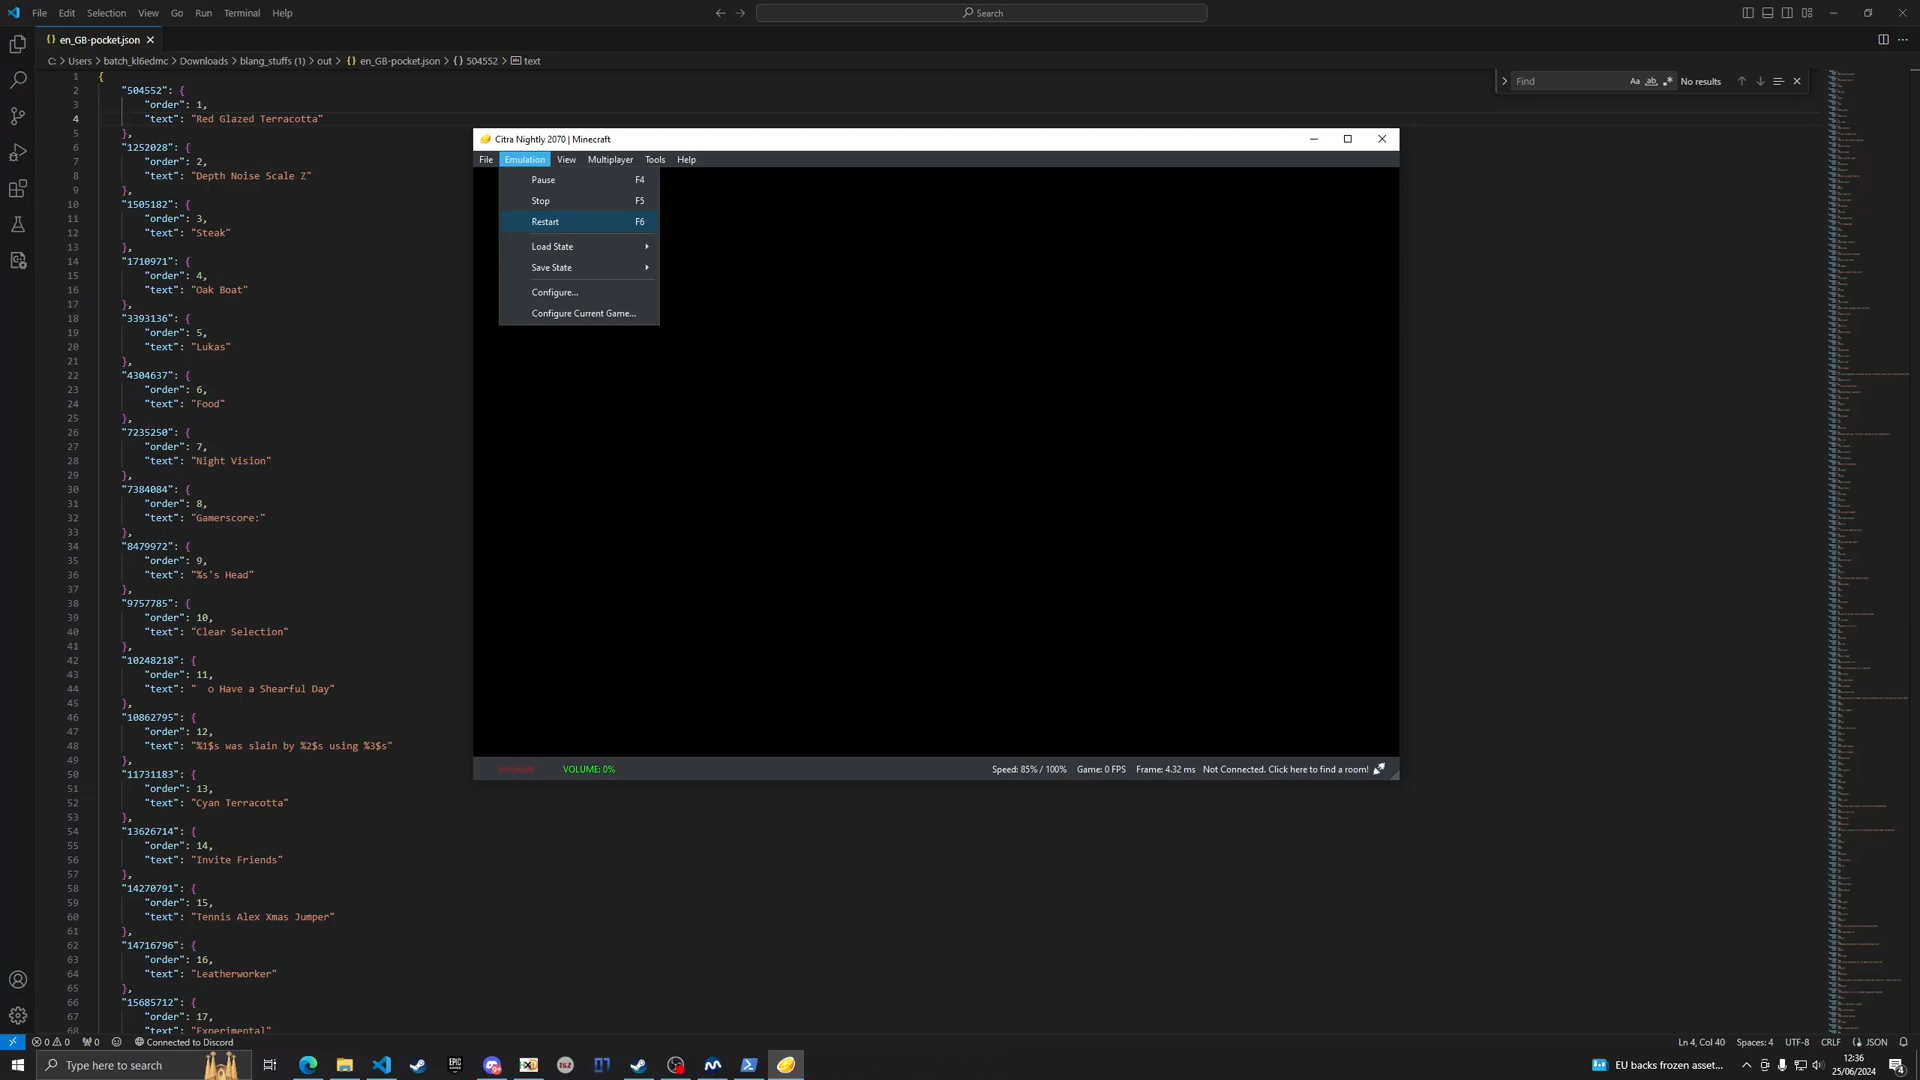 File Edit Selection View Go Run Terminal Help
Search
en_GB-pocket.json
C: > Users > batch_kl6edmc > Downloads > blang_stuffs (1) > out > {} en_GB-pocket.json > {} 504552 > text
Find
Aa ab No results
1 {
2 "504552": {
3 "order": 1,
4 "text": "Red Glazed Terracotta"
5 },
6 "1252028": {
7 "order": 2,
8 "text": "Depth Noise Scale Z"
9 },
10 "1505182": {
11 "order": 3,
12 "text": "Steak"
13 },
14 "1710971": {
15 "order": 4,
16 "text": "Oak Boat"
17 },
18 "3393136": {
19 "order": 5,
20 "text": "Lukas"
21 },
22 "4304637": {
23 "order": 6,
24 "text": "Food"
25 },
26 "7235250": {
27 "order": 7,
28 "text": "Night Vision"
29 },
30 "7384084": {
31 "order": 8,
32 "text": "Gamerscore:"
33 },
34 "8479972": {
35 "order": 9,
36 "text": "%s's Head"
37 },
38 "9757785": {
39 "order": 10,
40 "text": "Clear Selection"
41 },
42 "10248218": {
43 "order": 11,
44 "text": "  o Have a Shearful Day"
45 },
46 "10862795": {
47 "order": 12,
48 "text": "%1$s was slain by %2$s using %3$s"
49 },
50 "11731183": {
51 "order": 13,
52 "text": "Cyan Terracotta"
53 },
54 "13626714": {
55 "order": 14,
56 "text": "Invite Friends"
57 },
58 "14270791": {
59 "order": 15,
60 "text": "Tennis Alex Xmas Jumper"
61 },
62 "14716796": {
63 "order": 16,
64 "text": "Leatherworker"
65 },
66 "15685712": {
67 "order": 17,
68 "text": "Experimental"
Citra Nightly 2070 | Minecraft
File Emulation View Multiplayer Tools Help
Pause F4
Stop F5
Restart F6
Load State
Save State
Configure...
Configure Current Game...
VOLUME: 0%
Speed: 85% / 100% Game: 0 FPS Frame: 4.32 ms Not Connected. Click here to find a room!
0 0 0 Connected to Discord
Ln 4, Col 40 Spaces: 4 UTF-8 CRLF {} JSON
Type here to search
EPIC GAMES
EU backs frozen asset...
12:36
25/06/2024
4